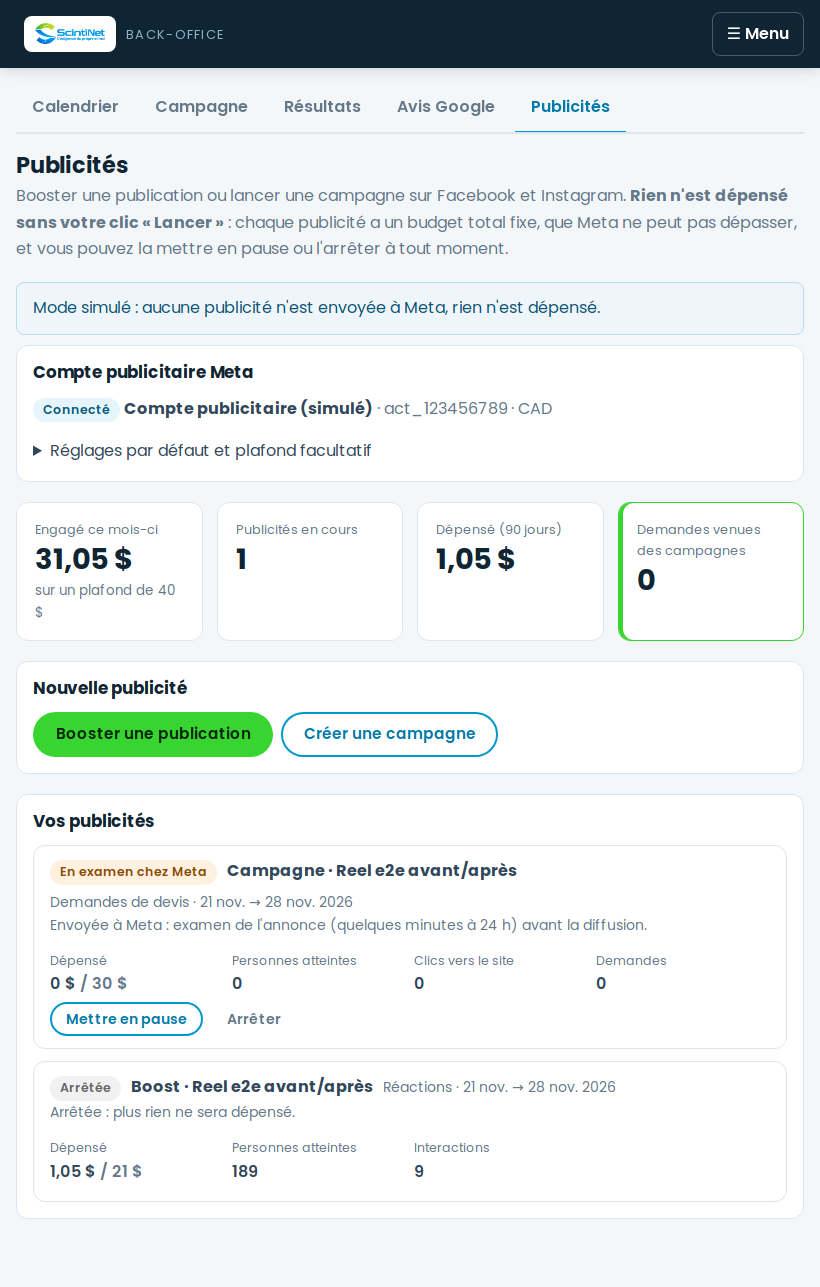 ScintiNet
BACK-OFFICE
☰ Menu
Calendrier
Campagne
Résultats
Avis Google
Publicités
Publicités
Booster une publication ou lancer une campagne sur Facebook et Instagram. Rien n'est dépensé
sans votre clic « Lancer » : chaque publicité a un budget total fixe, que Meta ne peut pas dépasser,
et vous pouvez la mettre en pause ou l'arrêter à tout moment.
Mode simulé : aucune publicité n'est envoyée à Meta, rien n'est dépensé.
Compte publicitaire Meta
Connecté Compte publicitaire (simulé) · act_123456789 · CAD
▶ Réglages par défaut et plafond facultatif
Engagé ce mois-ci
31,05 $
sur un plafond de 40
$
Publicités en cours
1
Dépensé (90 jours)
1,05 $
Demandes venues
des campagnes
0
Nouvelle publicité
Booster une publication
Créer une campagne
Vos publicités
En examen chez Meta Campagne · Reel e2e avant/après
Demandes de devis · 21 nov. → 28 nov. 2026
Envoyée à Meta : examen de l'annonce (quelques minutes à 24 h) avant la diffusion.
Dépensé
0 $ / 30 $
Personnes atteintes
0
Clics vers le site
0
Demandes
0
Mettre en pause
Arrêter
Arrêtée Boost · Reel e2e avant/après Réactions · 21 nov. → 28 nov. 2026
Arrêtée : plus rien ne sera dépensé.
Dépensé
1,05 $ / 21 $
Personnes atteintes
189
Interactions
9